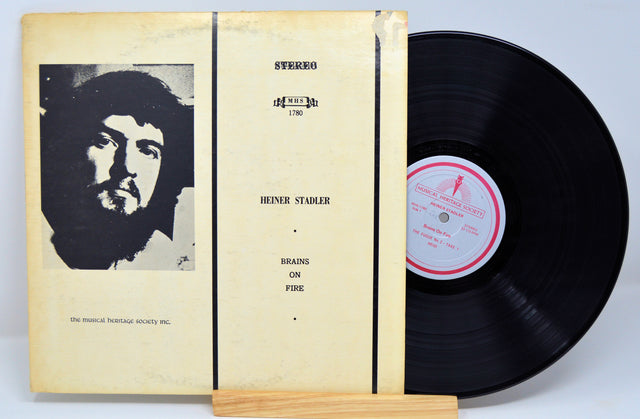 STEREO
MHS
1780
HEINER STADLER
BRAINS
ON
FIRE
the musical heritage society inc.
MUSICAL HERITAGE SOCIETY
HEINER STADLER
Brains On Fire
STEREO